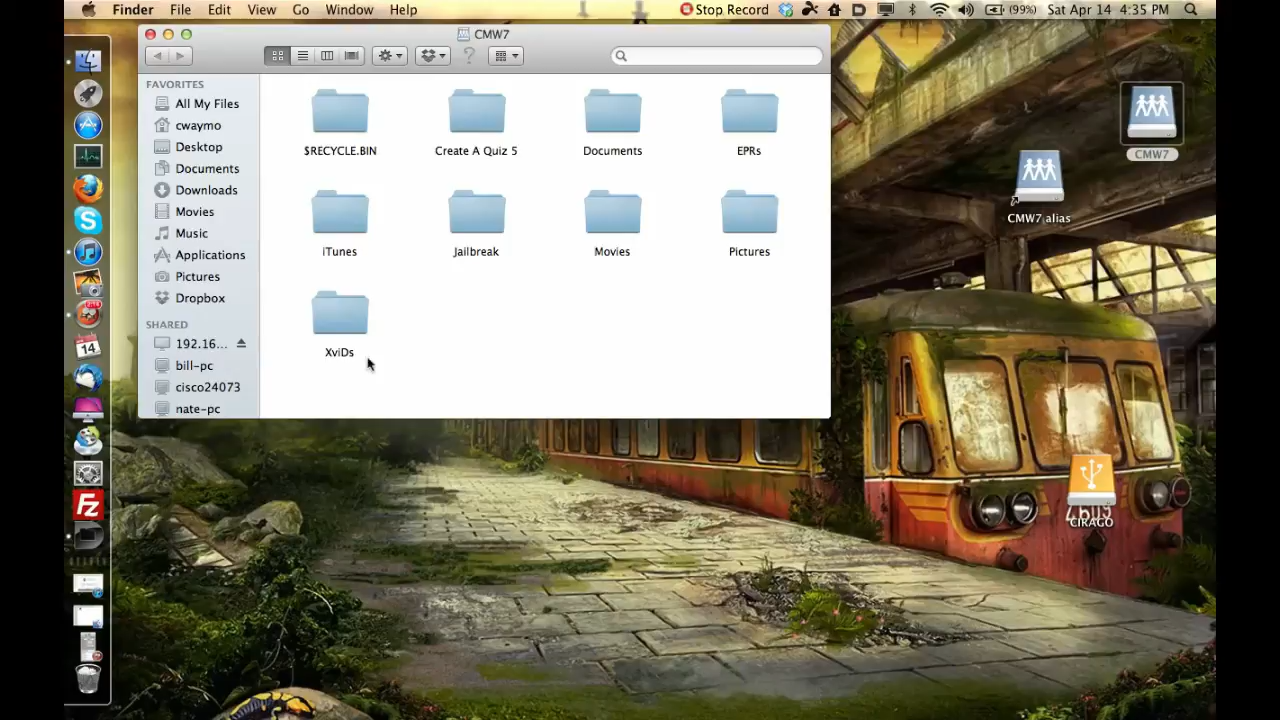 Finder File Edit View Go Window Help Stop Record (99%) Sat Apr 14 4:35 PM
CMW7
FAVORITES
All My Files
cwaymo
Desktop
Documents
Downloads
Movies
Music
Applications
Pictures
Dropbox
SHARED
192.16...
bill-pc
cisco24073
nate-pc
$RECYCLE.BIN Create A Quiz 5 Documents EPRs
iTunes Jailbreak Movies Pictures
XviDs
CMW7
CMW7 alias
CIRAGO
14
Fz